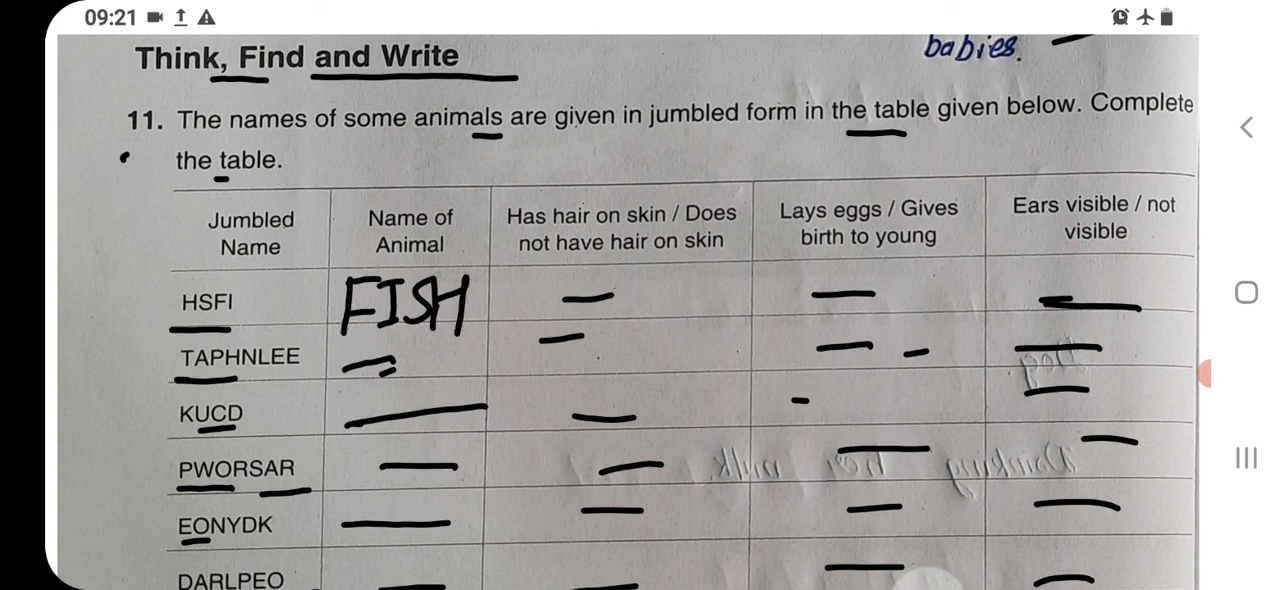 09:21
babies.
Think, Find and Write
11. The names of some animals are given in jumbled form in the table given below. Complete
the table.
Jumbled Name | Name of Animal | Has hair on skin / Does not have hair on skin | Lays eggs / Gives birth to young | Ears visible / not visible
HSFI FISH
TAPHNLEE
KUCD
PWORSAR
EONYDK
DARLPEO